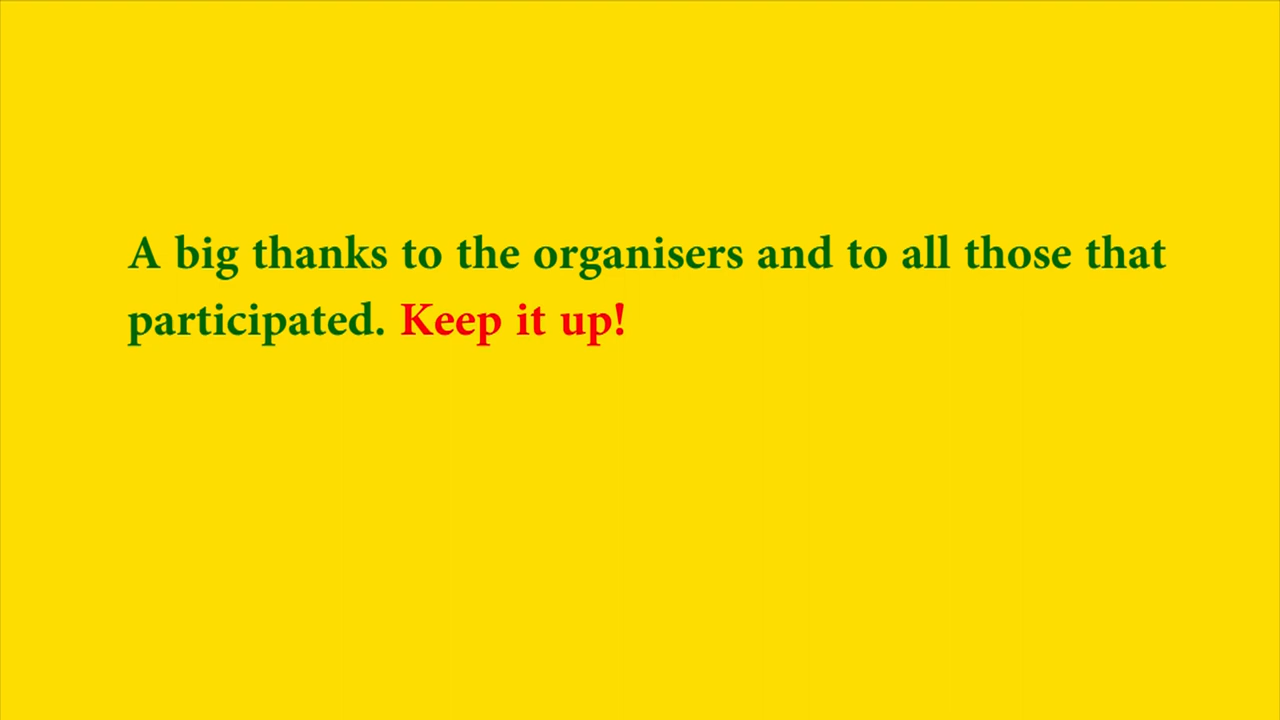 A big thanks to the organisers and to all those that
participated. Keep it up!